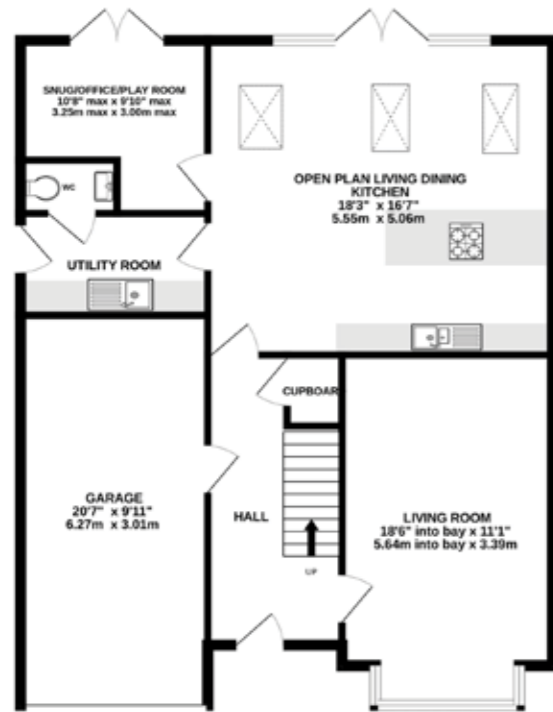 SNUG/OFFICE/PLAY ROOM
10'8" max x 9'10" max
3.25m max x 3.00m max
WC
UTILITY ROOM
OPEN PLAN LIVING DINING
KITCHEN
18'3" x 16'7"
5.55m x 5.06m
CUPBOAR
GARAGE
20'7" x 9'11"
6.27m x 3.01m
HALL
UP
LIVING ROOM
18'6" into bay x 11'1"
5.64m into bay x 3.39m